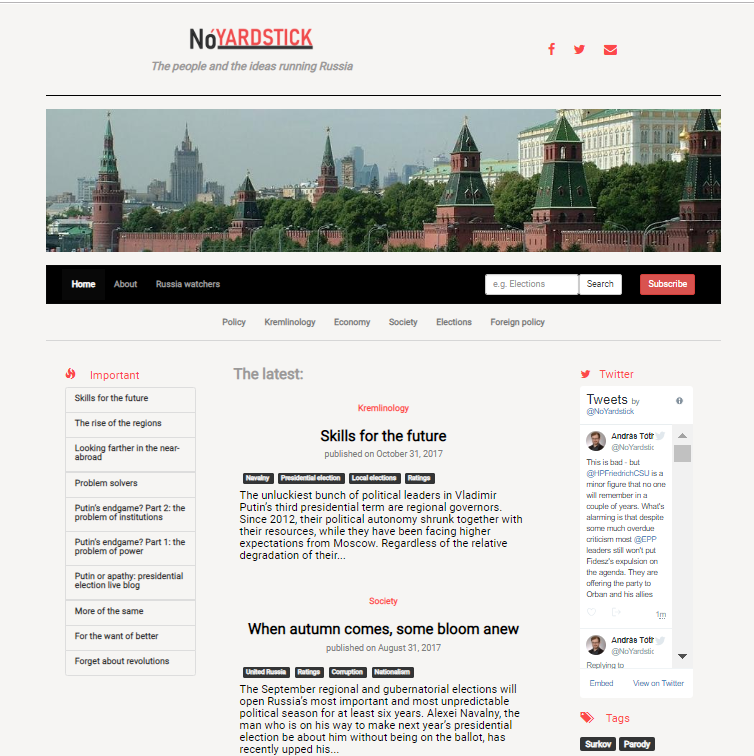 NóYARDSTICK
The people and the ideas running Russia
Home About Russia watchers e.g. Elections Search Subscribe
Policy Kremlinology Economy Society Elections Foreign policy
Important
Skills for the future
The rise of the regions
Looking farther in the near-
abroad
Problem solvers
Putin's endgame? Part 2: the
problem of institutions
Putin's endgame? Part 1: the
problem of power
Putin or apathy: presidential
election live blog
More of the same
For the want of better
Forget about revolutions
The latest:
Kremlinology
Skills for the future
published on October 31, 2017
Navalny Presidential election Local elections Ratings
The unluckiest bunch of political leaders in Vladimir
Putin's third presidential term are regional governors.
Since 2012, their political autonomy shrunk together with
their resources, while they have been facing higher
expectations from Moscow. Regardless of the relative
degradation of their...
Society
When autumn comes, some bloom anew
published on August 31, 2017
United Russia Ratings Corruption Nationalism
The September regional and gubernatorial elections will
open Russia's most important and most unpredictable
political season for at least six years. Alexei Navalny, the
man who is on his way to make next year's presidential
election be about him without being on the ballot, has
recently upped his...
Twitter
Tweets by
@NoYardstick
András Tóth
@NoYardstic
This is bad - but
@HPFriedrichCSU is a
minor figure that no one
will remember in a
couple of years. What's
alarming is that despite
some much overdue
criticism most @EPP
leaders still won't put
Fidesz's expulsion on
the agenda. They are
offering the party to
Orban and his allies
1m
András Tóth
@NoYardstic
Replying to
Embed View on Twitter
Tags
Surkov Parody